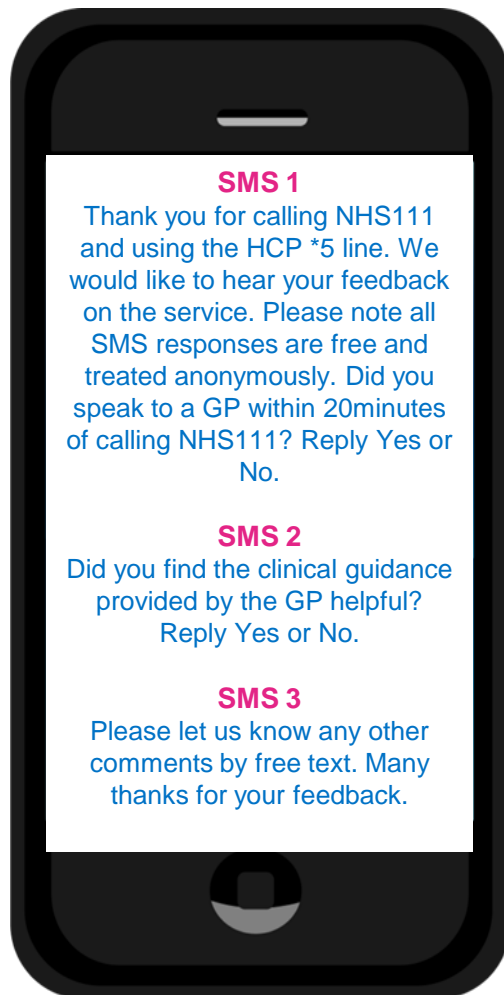 SMS 1
Thank you for calling NHS111
and using the HCP *5 line. We
would like to hear your feedback
on the service. Please note all
SMS responses are free and
treated anonymously. Did you
speak to a GP within 20minutes
of calling NHS111? Reply Yes or
No.
SMS 2
Did you find the clinical guidance
provided by the GP helpful?
Reply Yes or No.
SMS 3
Please let us know any other
comments by free text. Many
thanks for your feedback.